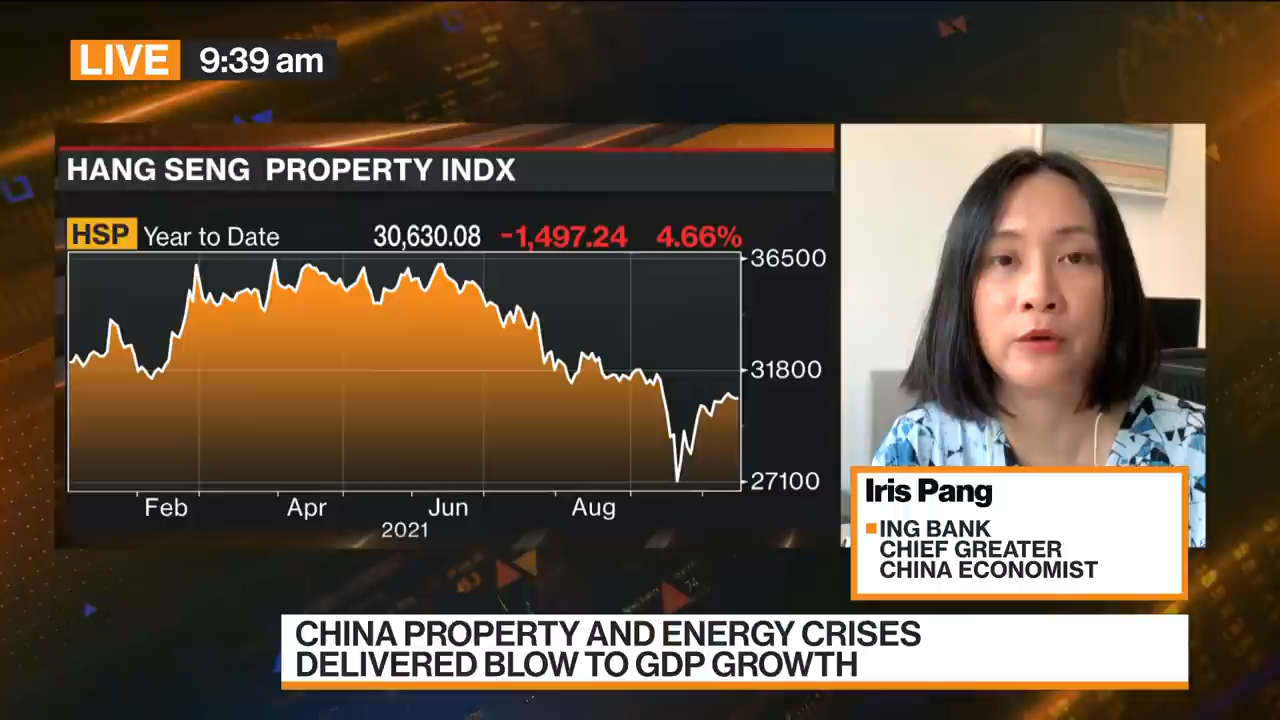 LIVE 9:39 am
HANG SENG PROPERTY INDX
HSP Year to Date 30,630.08 -1,497.24 4.66%
36500
31800
27100
Feb Apr Jun Aug
2021
Iris Pang
ING BANK
CHIEF GREATER
CHINA ECONOMIST
CHINA PROPERTY AND ENERGY CRISES
DELIVERED BLOW TO GDP GROWTH